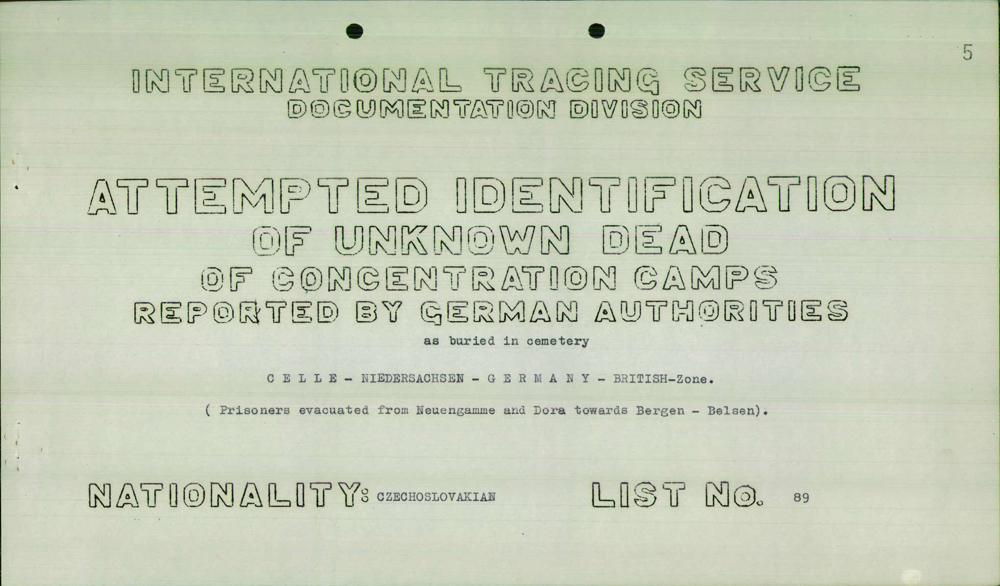 5
INTERNATIONAL TRACING SERVICE
DOCUMENTATION DIVISION
ATTEMPTED IDENTIFICATION
OF UNKNOWN DEAD
OF CONCENTRATION CAMPS
REPORTED BY GERMAN AUTHORITIES
as buried in cemetery
C E L L E - NIEDERSACHSEN - G E R M A N Y - BRITISH-Zone.
( Prisoners evacuated from Neuengamme and Dora towards Bergen - Belsen).
NATIONALITY: CZECHOSLOVAKIAN LIST No. 89